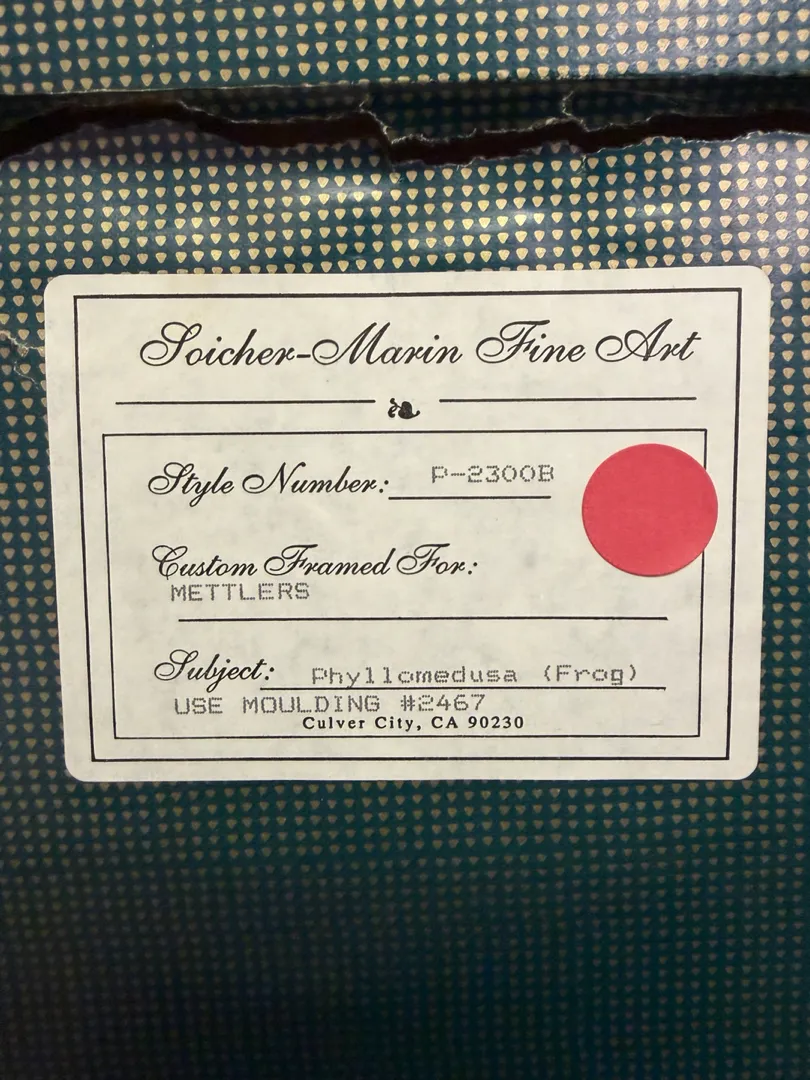 Soicher-Marin Fine Art
Style Number: P-2300B
Custom Framed For:
METTLERS
Subject: Phyllomedusa (Frog)
USE MOULDING #2467
Culver City, CA 90230